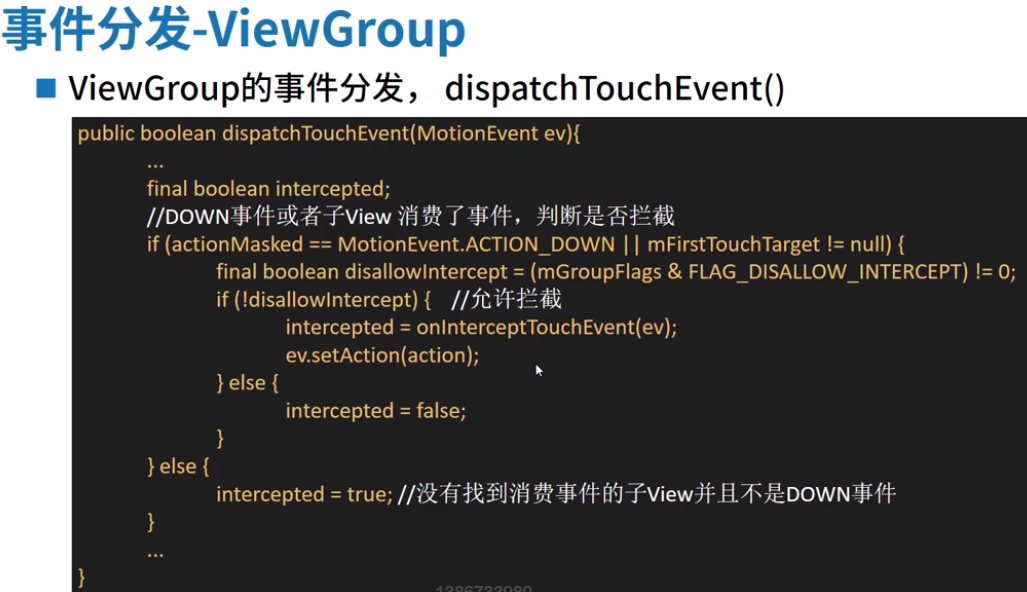 事件分发-ViewGroup
ViewGroup的事件分发， dispatchTouchEvent()
public boolean dispatchTouchEvent(MotionEvent ev){
...
final boolean intercepted;
//DOWN事件或者子View 消费了事件，判断是否拦截
if (actionMasked == MotionEvent.ACTION_DOWN || mFirstTouchTarget != null) {
final boolean disallowIntercept = (mGroupFlags & FLAG_DISALLOW_INTERCEPT) != 0;
if (!disallowIntercept) { //允许拦截
intercepted = onInterceptTouchEvent(ev);
ev.setAction(action);
} else {
intercepted = false;
}
} else {
intercepted = true; //没有找到消费事件的子View并且不是DOWN事件
}
...
}